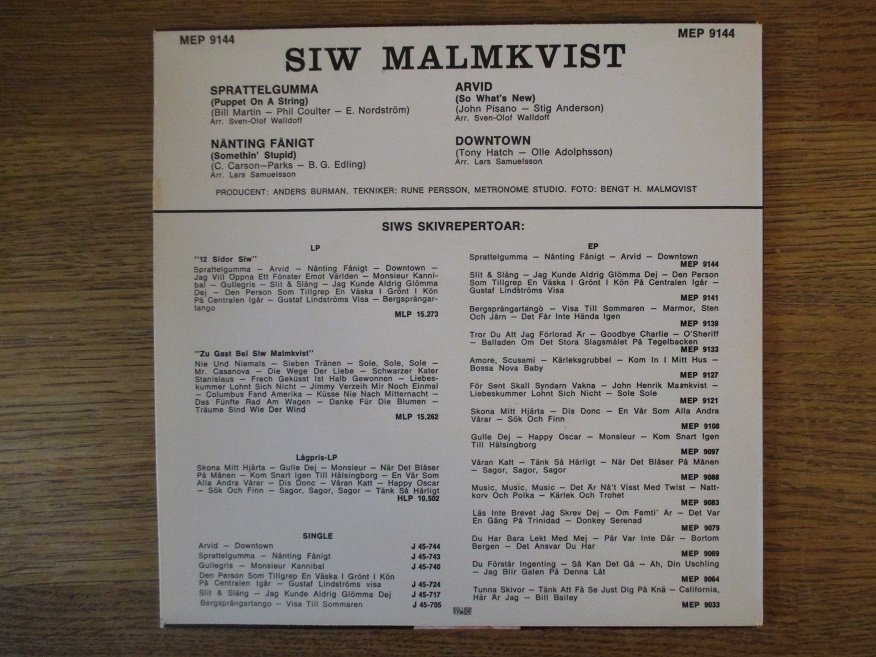 MEP 9144
MEP 9144
SIW MALMKVIST
SPRATTELGUMMA
(Puppet On A String)
(Bill Martin – Phil Coulter – E. Nordström)
Arr. Sven-Olof Walldoff
NÅNTING FÅNIGT
(Somethin' Stupid)
(C. Carson–Parks – B. G. Edling)
Arr. Lars Samuelsson
ARVID
(So What's New)
(John Pisano – Stig Anderson)
Arr. Sven-Olof Walldoff
DOWNTOWN
(Tony Hatch – Olle Adolphsson)
Arr. Lars Samuelsson
PRODUCENT: ANDERS BURMAN. TEKNIKER: RUNE PERSSON, METRONOME STUDIO. FOTO: BENGT H. MALMQVIST
SIWS SKIVREPERTOAR:
LP
"12 Sidor Siw"
Sprattelgumma – Arvid – Nånting Fånigt – Downtown –
Jag Vill Öppna Ett Fönster Emot Världen – Monsieur Kanni-
bal – Gullegris – Slit & Släng – Jag Kunde Aldrig Glömma
Dej – Den Person Som Tillgrep En Väska I Grönt I Kön
På Centralen Igår – Gustaf Lindströms Visa – Bergsprängar-
tango
MLP 15.273
"Zu Gast Bei Siw Malmkvist"
Nie Und Niemals – Sieben Tränen – Sole, Sole, Sole –
Mr. Casanova – Die Wege Der Liebe – Schwarzer Kater
Stanislaus – Frech Geküsst Ist Halb Gewonnen – Liebes-
kummer Lohnt Sich Nicht – Jimmy Verzeih Mir Noch Einmal
– Columbus Fand Amerika – Küsse Nie Nach Mitternacht –
Das Fünfte Rad Am Wagen – Danke Für Die Blumen –
Träume Sind Wie Der Wind
MLP 15.262
Lågpris-LP
Skona Mitt Hjärta – Gulle Dej – Monsieur – När Det Blåser
På Månen – Kom Snart Igen Till Hälsingborg – En Vår Som
Alla Andra Vårar – Dis Donc – Våran Katt – Happy Oscar
– Sök Och Finn – Sagor, Sagor, Sagor – Tänk Så Härligt
HLP 10.502
SINGLE
Arvid – Downtown J 45-744
Sprattelgumma – Nånting Fånigt J 45-743
Gullegris – Monsieur Kannibal J 45-740
Den Person Som Tillgrep En Väska I Grönt I Kön
På Centralen Igår – Gustaf Lindströms visa J 45-724
Slit & Släng – Jag Kunde Aldrig Glömma Dej J 45-717
Bergsprängartango – Visa Till Sommaren J 45-705
EP
Sprattelgumma – Nånting Fånigt – Arvid – Downtown
MEP 9144
Slit & Släng – Jag Kunde Aldrig Glömma Dej – Den Person
Som Tillgrep En Väska I Grönt I Kön På Centralen Igår –
Gustaf Lindströms Visa
MEP 9141
Bergsprängartangò – Visa Till Sommaren – Marmor, Sten
Och Järn – Det Får Inte Hända Igen
MEP 9139
Tror Du Att Jag Förlorad Är – Goodbye Charlie – O'Sheriff
– Balladen Om Det Stora Slagsmålet På Tegelbacken
MEP 9133
Amore, Scusami – Kärleksgrubbel – Kom In I Mitt Hus –
Bossa Nova Baby
MEP 9127
För Sent Skall Syndarn Vakna – John Henrik Malmkvist –
Liebeskummer Lohnt Sich Nicht – Sole Sole
MEP 9121
Skona Mitt Hjärta – Dis Donc – En Vår Som Alla Andra
Vårar – Sök Och Finn
MEP 9108
Gulle Dej – Happy Oscar – Monsieur – Kom Snart Igen
Till Hälsingborg
MEP 9097
Våran Katt – Tänk Så Härligt – När Det Blåser På Månen
– Sagor, Sagor, Sagor
MEP 9088
Music, Music, Music – Det Är Nå't Visst Med Twist – Natt-
korv Och Polka – Kärlek Och Trohet
MEP 9083
Läs Inte Brevet Jag Skrev Dej – Om Femti' År – Det Var
En Gång På Trinidad – Donkey Serenad
MEP 9079
Du Har Bara Lekt Med Mej – Pär Var Inte Där – Bortom
Bergen – Det Ansvar Du Har
MEP 9069
Du Förstår Ingenting – Så Kan Det Gå – Ah, Din Uschling
– Jag Blir Galen På Denna Låt
MEP 9064
Tunna Skivor – Tänk Att Få Se Just Dig På Knä – California,
Här Är Jag – Bill Bailey
MEP 9033